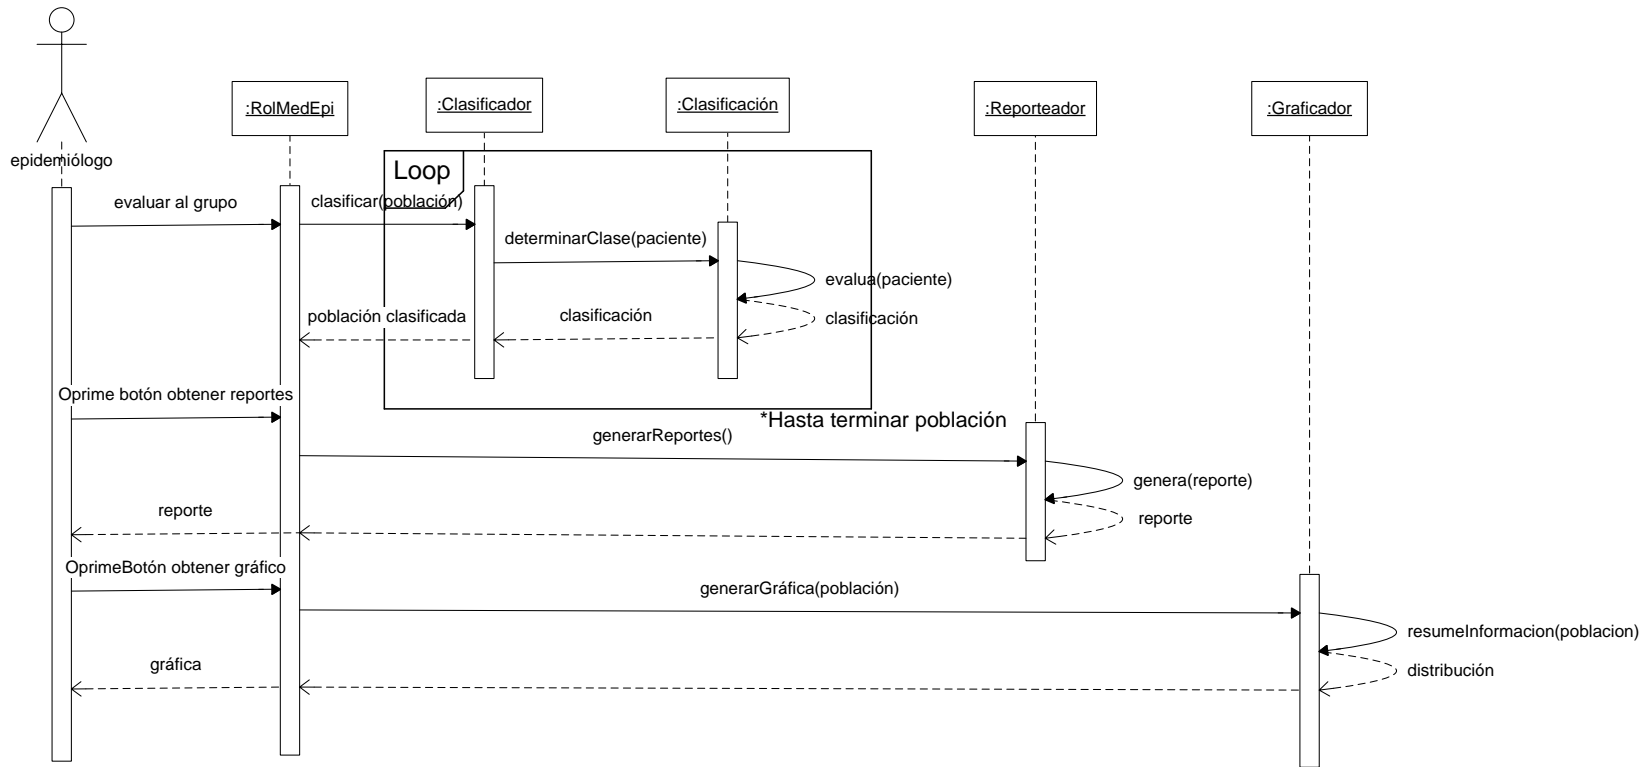 :RolMedEpi
:Clasificador
:Clasificación
:Reporteador
:Graficador
epidemiólogo
Loop
evaluar al grupo
clasificar(población)
determinarClase(paciente)
evalua(paciente)
población clasificada
clasificación
clasificación
Oprime botón obtener reportes
*Hasta terminar población
generarReportes()
genera(reporte)
reporte
reporte
OprimeBotón obtener gráfico
generarGráfica(población)
resumeInformacion(poblacion)
gráfica
distribución